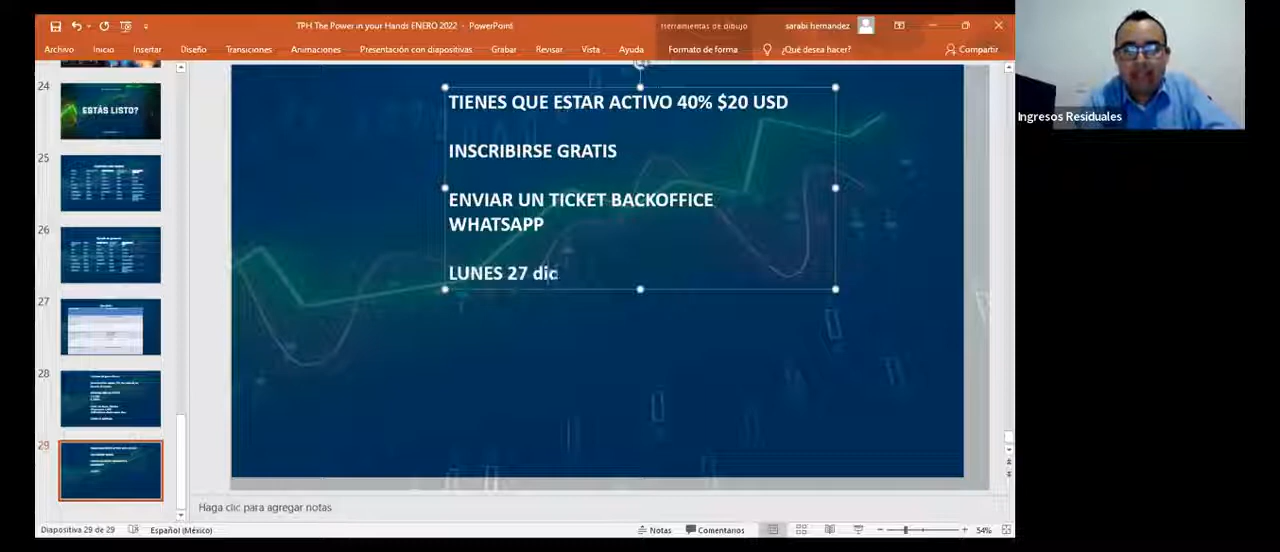 TPH The Power in your Hands ENERO 2022 - PowerPoint
Herramientas de dibujo
sarabi hernandez
Archivo Inicio Insertar Diseño Transiciones Animaciones Presentación con diapositivas Grabar Revisar Vista Ayuda Formato de forma ¿Qué desea hacer? Compartir
24
ESTÁS LISTO?
25
26
27
28
29
TIENES QUE ESTAR ACTIVO 40% $20 USD
INSCRIBIRSE GRATIS
ENVIAR UN TICKET BACKOFFICE
WHATSAPP
LUNES 27 dic
Ingresos Residuales
Haga clic para agregar notas
Diapositiva 29 de 29 Español (México) Notas Comentarios 54%